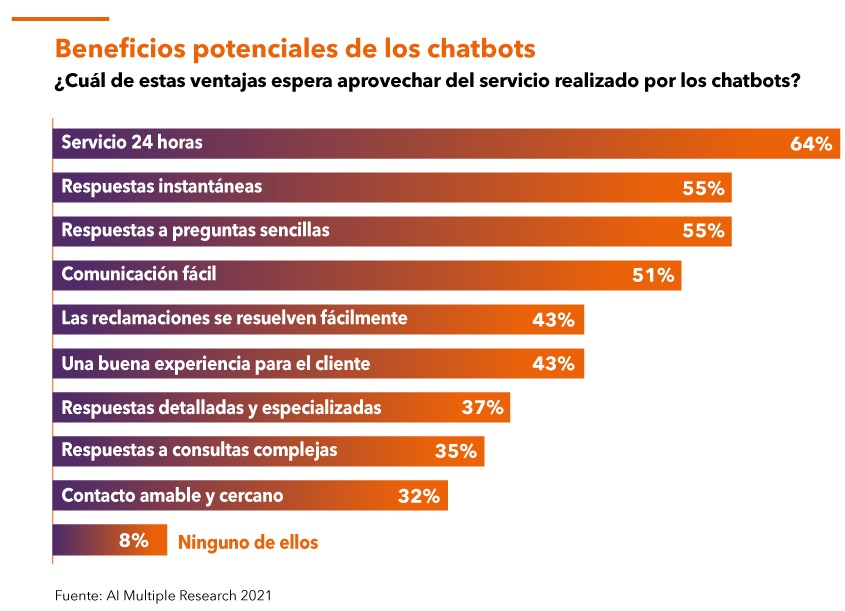 Beneficios potenciales de los chatbots
¿Cuál de estas ventajas espera aprovechar del servicio realizado por los chatbots?
Servicio 24 horas 64%
Respuestas instantáneas 55%
Respuestas a preguntas sencillas 55%
Comunicación fácil 51%
Las reclamaciones se resuelven fácilmente 43%
Una buena experiencia para el cliente 43%
Respuestas detalladas y especializadas 37%
Respuestas a consultas complejas 35%
Contacto amable y cercano 32%
8% Ninguno de ellos
Fuente: AI Multiple Research 2021